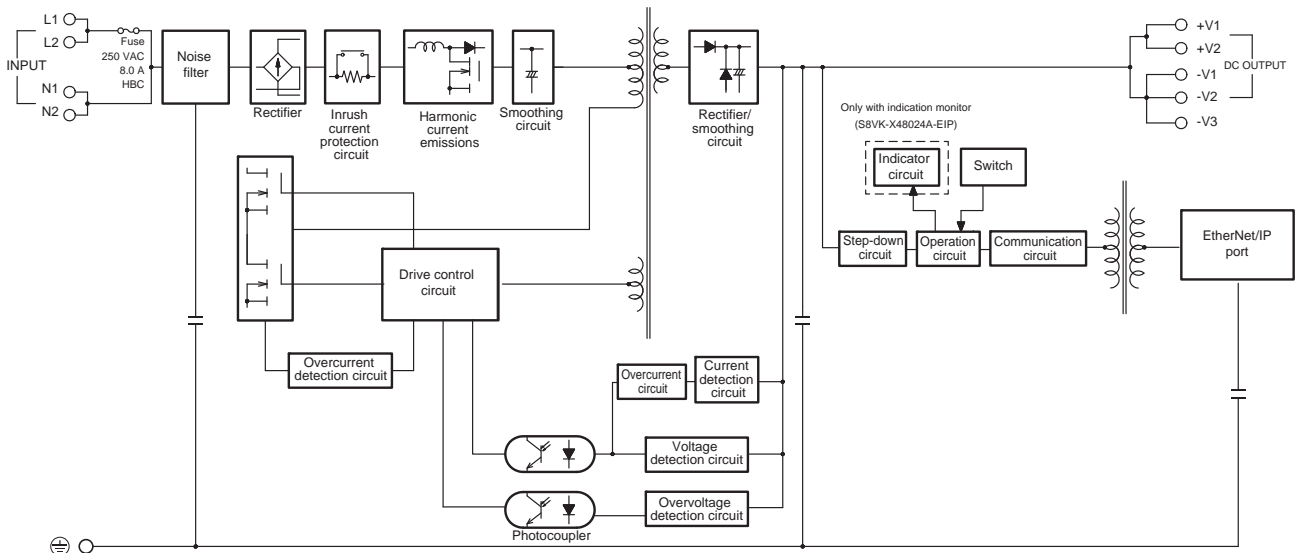 L1
L2
INPUT
N1
N2
Fuse
250 VAC
8.0 A
HBC
Noise
filter
Rectifier
Inrush
current
protection
circuit
Harmonic
current
emissions
Smoothing
circuit
Rectifier/
smoothing
circuit
+V1
+V2
DC OUTPUT
-V1
-V2
-V3
Only with indication monitor
(S8VK-X48024A-EIP)
Indicator
circuit
Switch
Step-down
circuit
Operation
circuit
Communication
circuit
EtherNet/IP
port
Drive control
circuit
Overcurrent
detection circuit
Overcurrent
circuit
Current
detection
circuit
Voltage
detection circuit
Overvoltage
detection circuit
Photocoupler